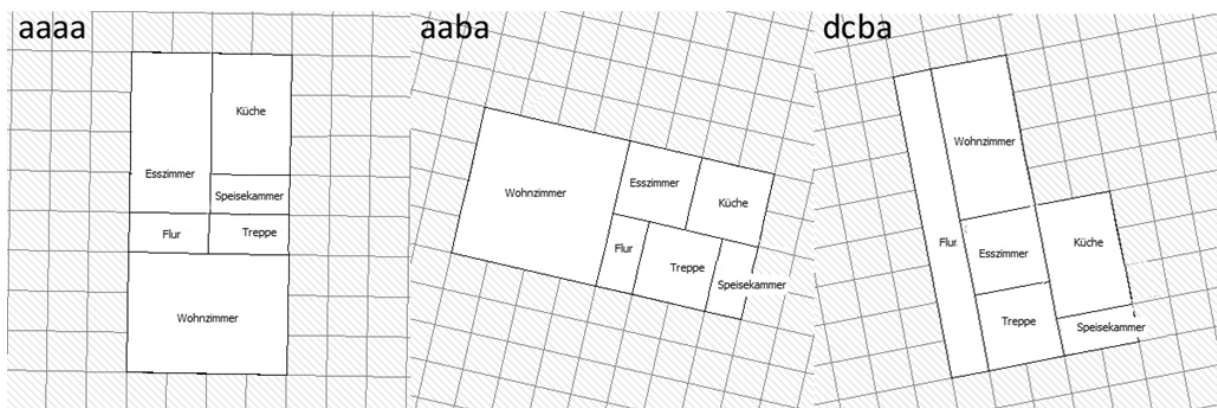 aaaa
Küche
Esszimmer
Speisekammer
Flur
Treppe
Wohnzimmer
aaba
Wohnzimmer
Esszimmer
Küche
Flur
Treppe
Speisekammer
dcba
Wohnzimmer
Flur
Esszimmer
Küche
Treppe
Speisekammer